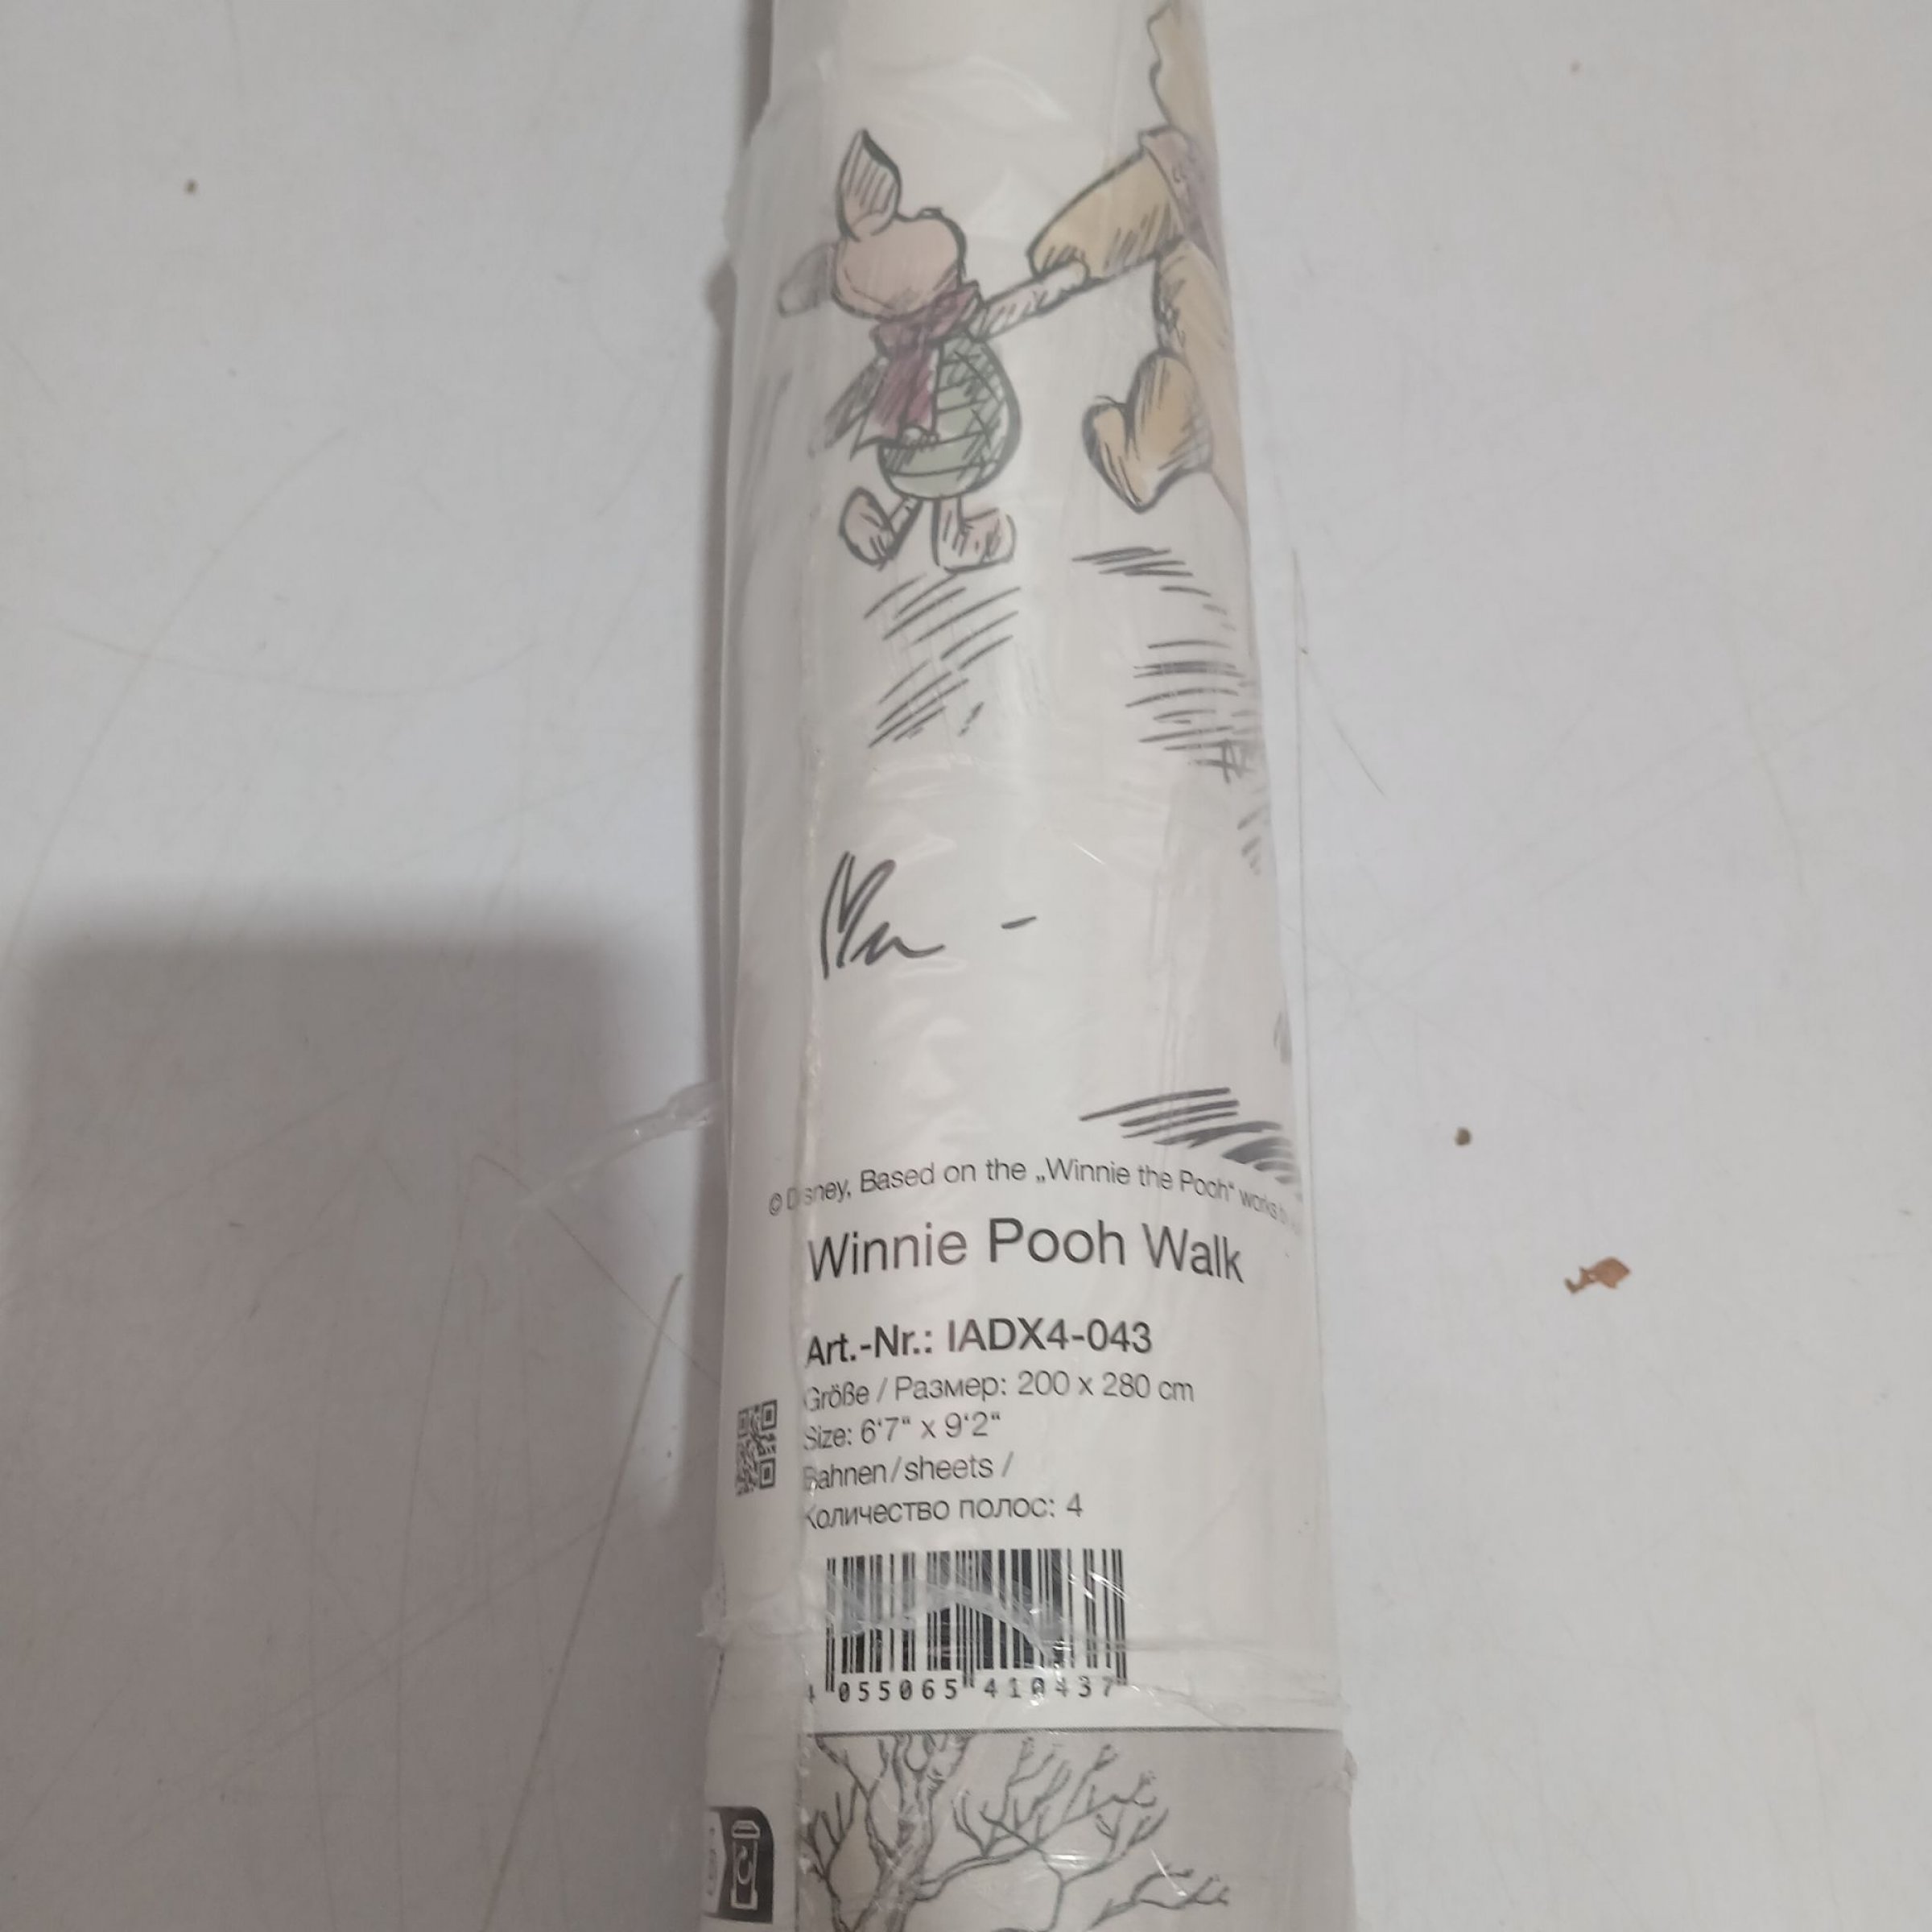 © Disney, Based on the „Winnie the Pooh“ works
Winnie Pooh Walk
Art.-Nr.: IADX4-043
Größe / Размер: 200 x 280 cm
Size: 6‘7“ x 9‘2“
Bahnen/sheets /
Количество полос: 4
4 055065 410437